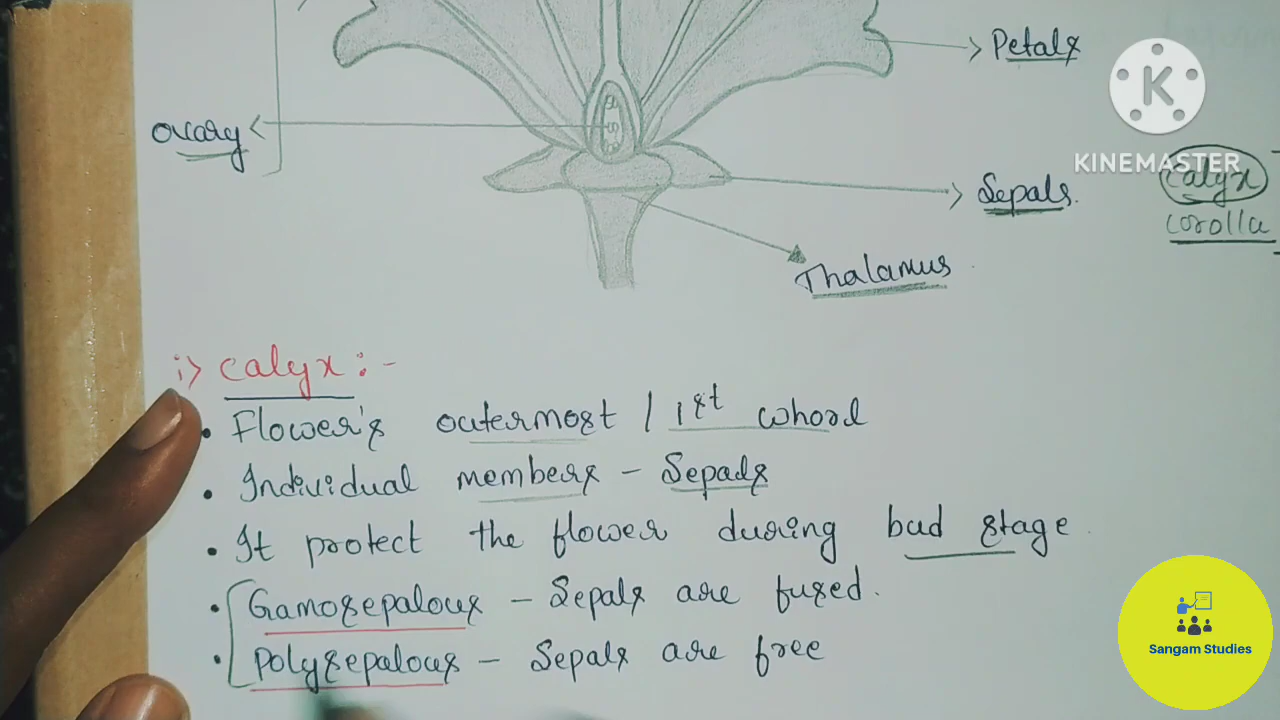 Petals
KINEMASTER
Ovary
Sepals.
Calyx
Corolla
Thalamus
i) Calyx :-
• Flower's outermost / 1st whorl
• Individual members - Sepals
• It protect the flower during bud stage
• Gamosepalous - Sepals are fused.
• Polysepalous - Sepals are free
Sangam Studies